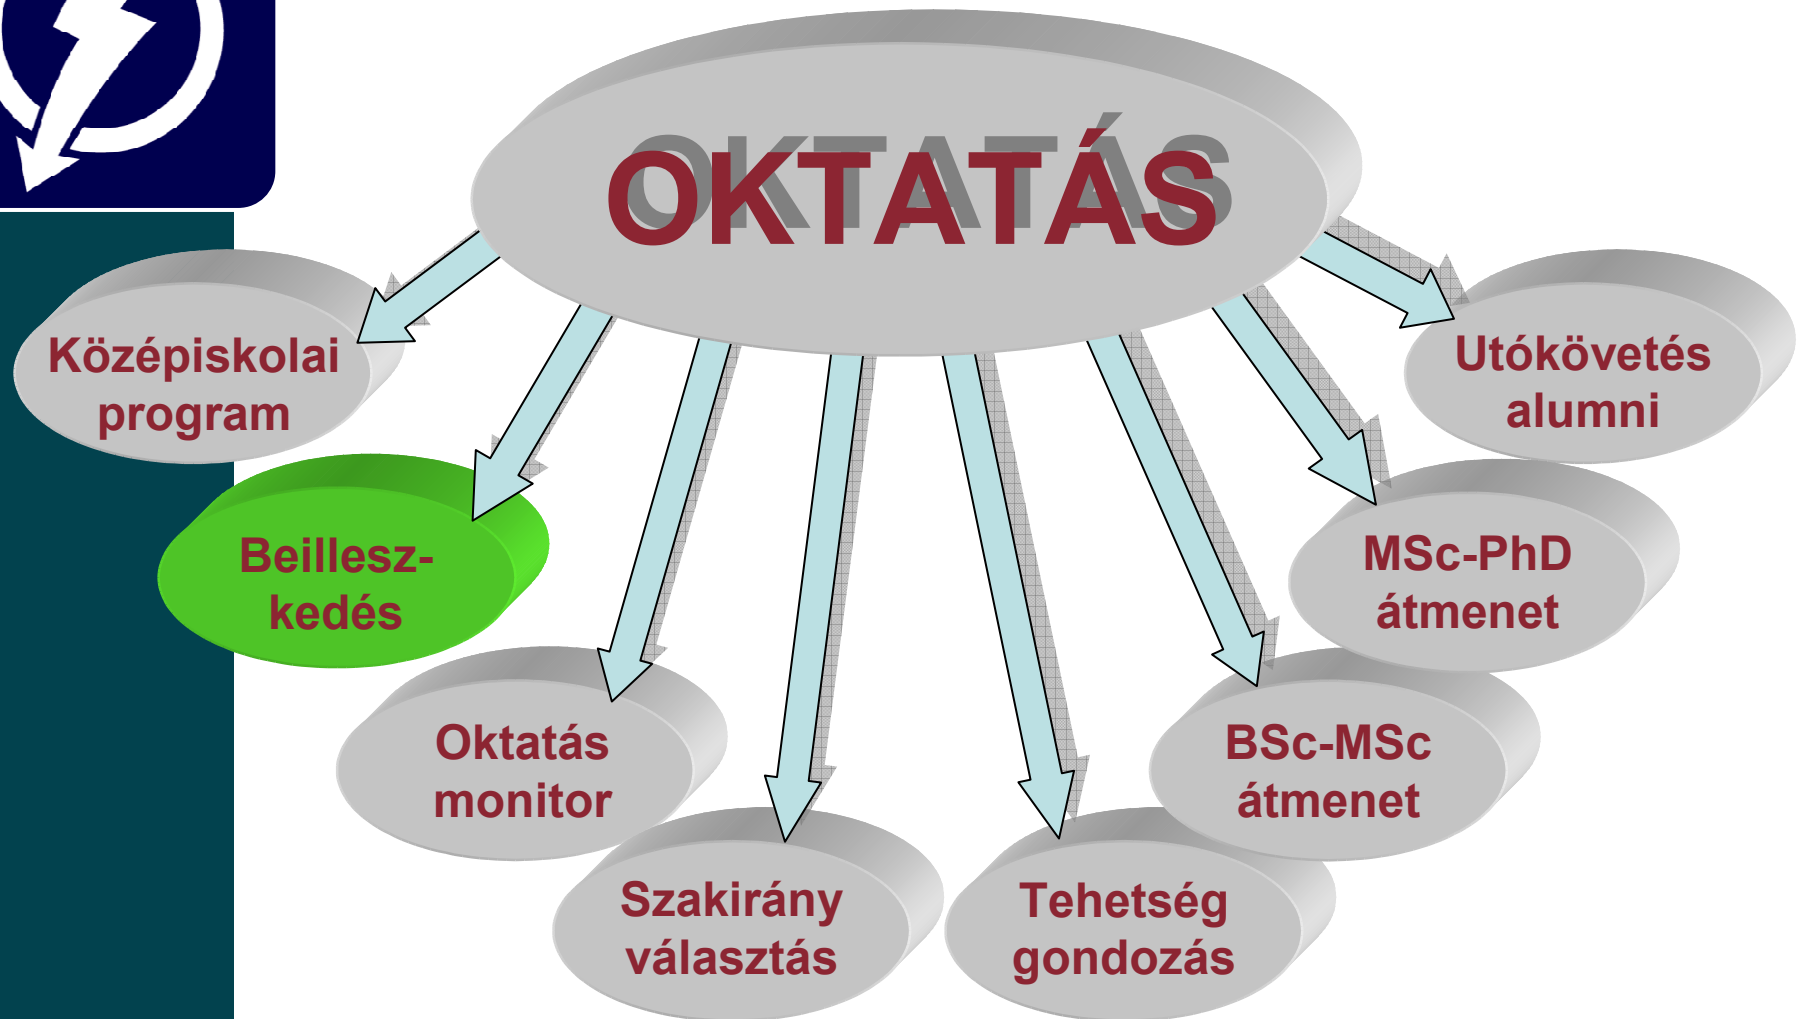 OKTATÁS
Középiskolai
program
Beillesz-
kedés
Oktatás
monitor
Szakirány
választás
Tehetség
gondozás
BSc-MSc
átmenet
MSc-PhD
átmenet
Utókövetés
alumni